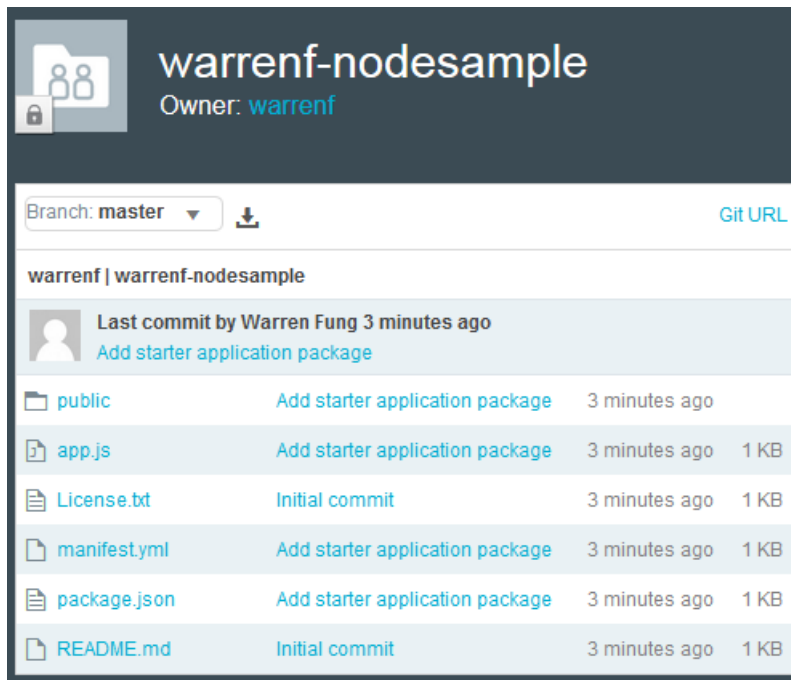 warrenf-nodesample
Owner: warrenf
Branch: master
Git URL
warrenf | warrenf-nodesample
Last commit by Warren Fung 3 minutes ago
Add starter application package
public Add starter application package 3 minutes ago
app.js Add starter application package 3 minutes ago 1 KB
License.txt Initial commit 3 minutes ago 1 KB
manifest.yml Add starter application package 3 minutes ago 1 KB
package.json Add starter application package 3 minutes ago 1 KB
README.md Initial commit 3 minutes ago 1 KB